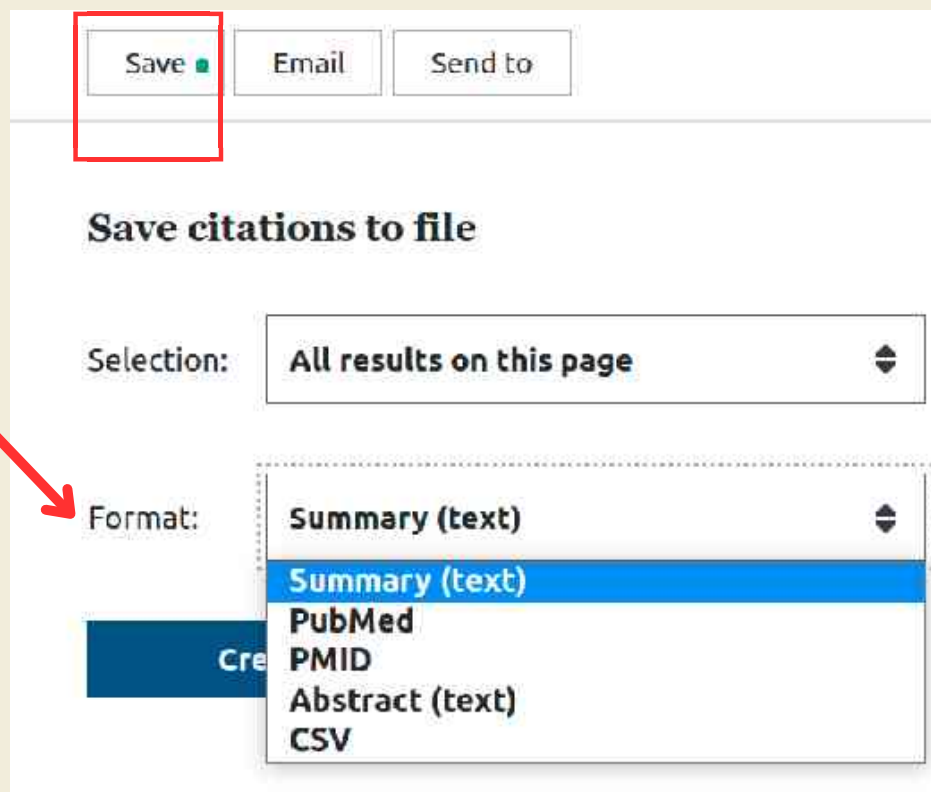 Save Email Send to
Save citations to file
Selection: All results on this page
Format: Summary (text)
Summary (text)
PubMed
Cre PMID
Abstract (text)
CSV